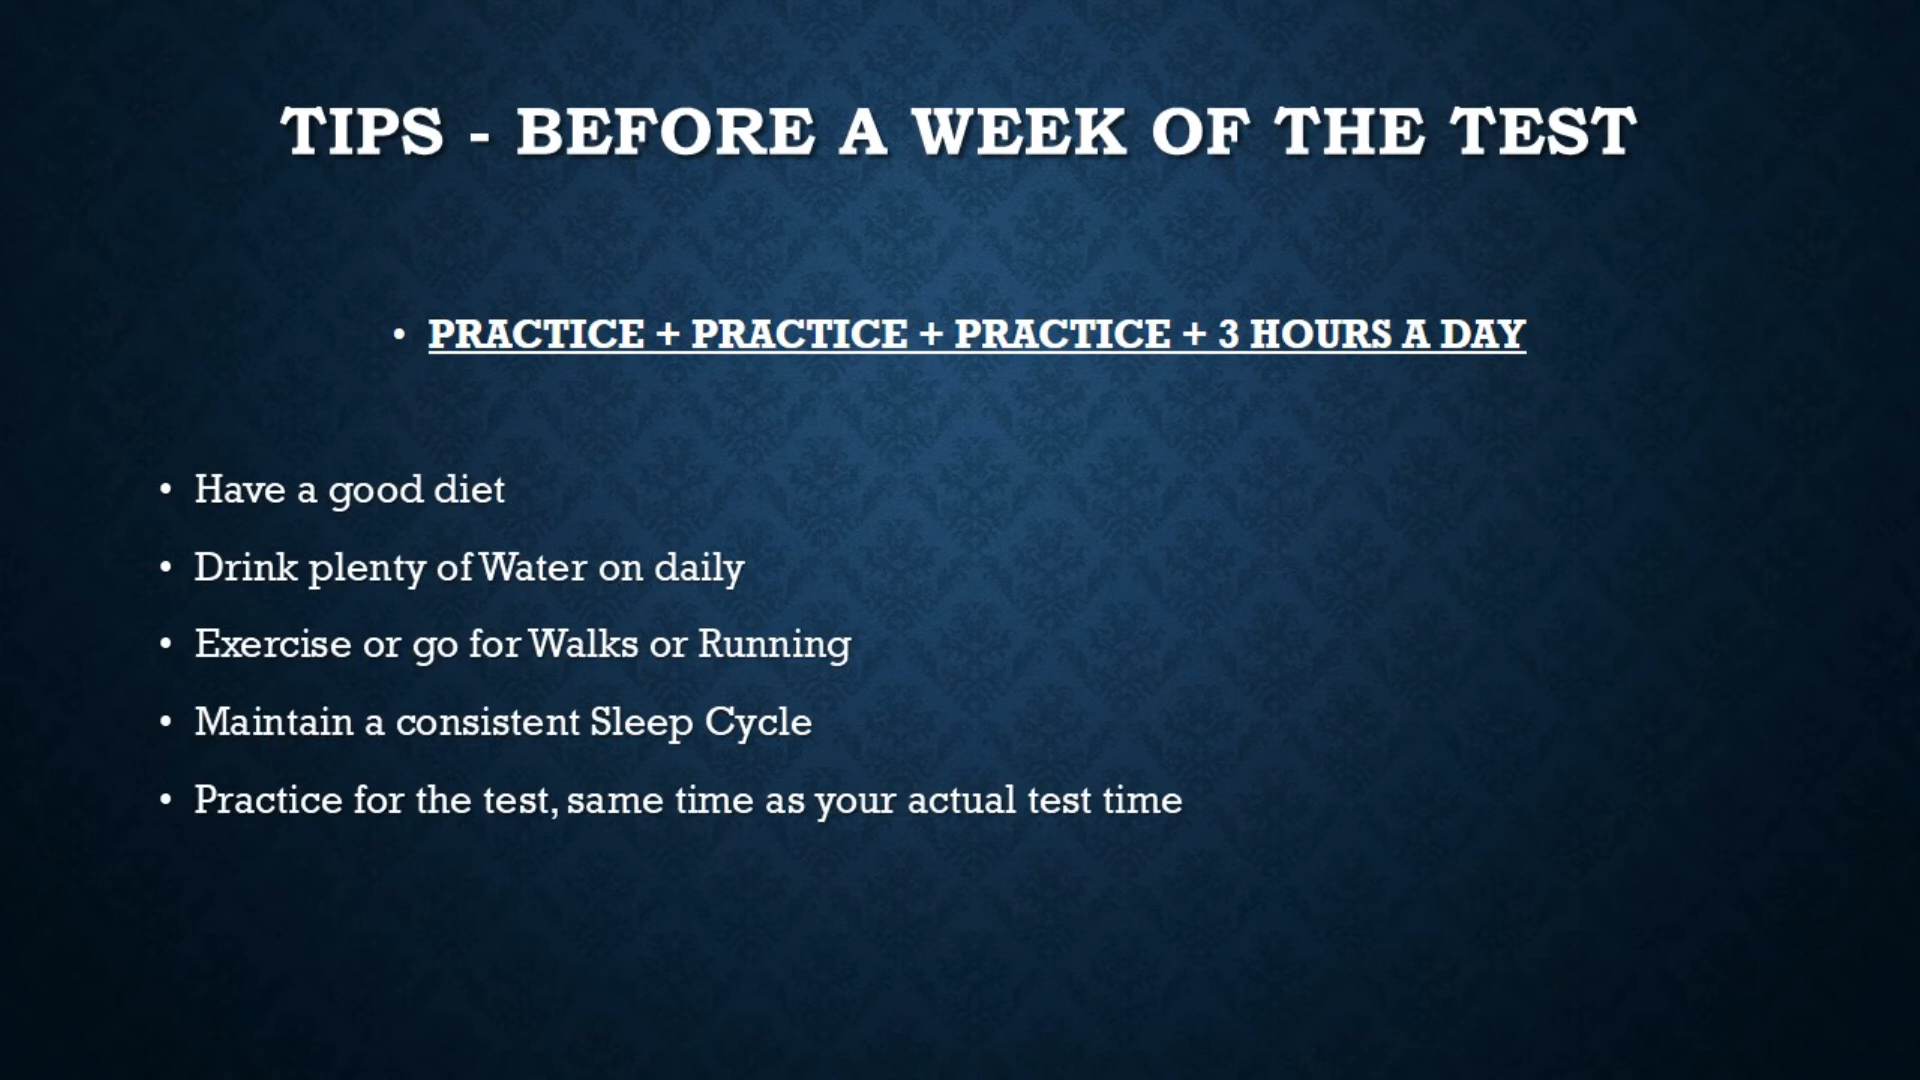 TIPS - BEFORE A WEEK OF THE TEST
• PRACTICE + PRACTICE + PRACTICE + 3 HOURS A DAY
• Have a good diet
• Drink plenty of Water on daily
• Exercise or go for Walks or Running
• Maintain a consistent Sleep Cycle
• Practice for the test, same time as your actual test time